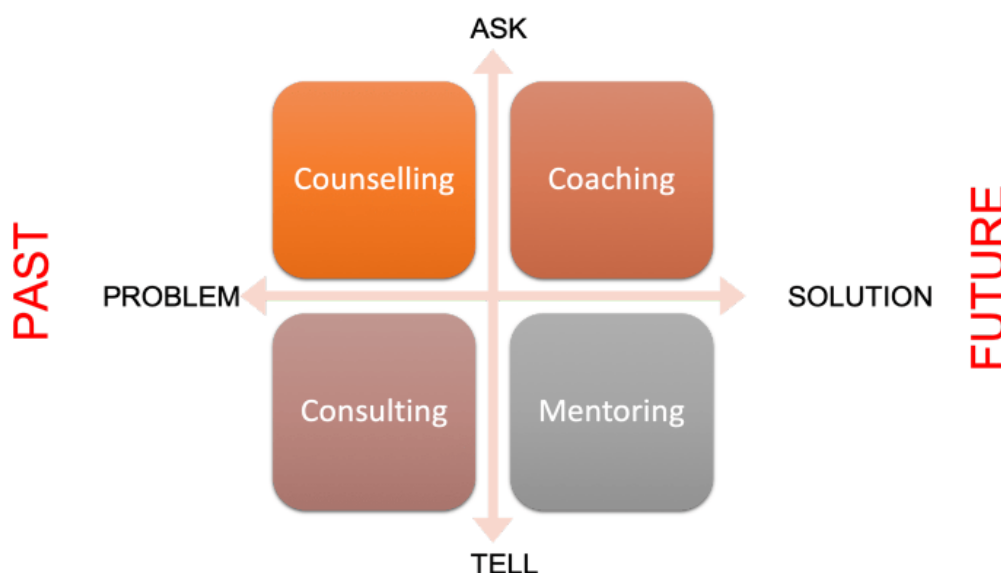 ASK
Counselling
Coaching
PAST
PROBLEM
SOLUTION
FUTURE
Consulting
Mentoring
TELL